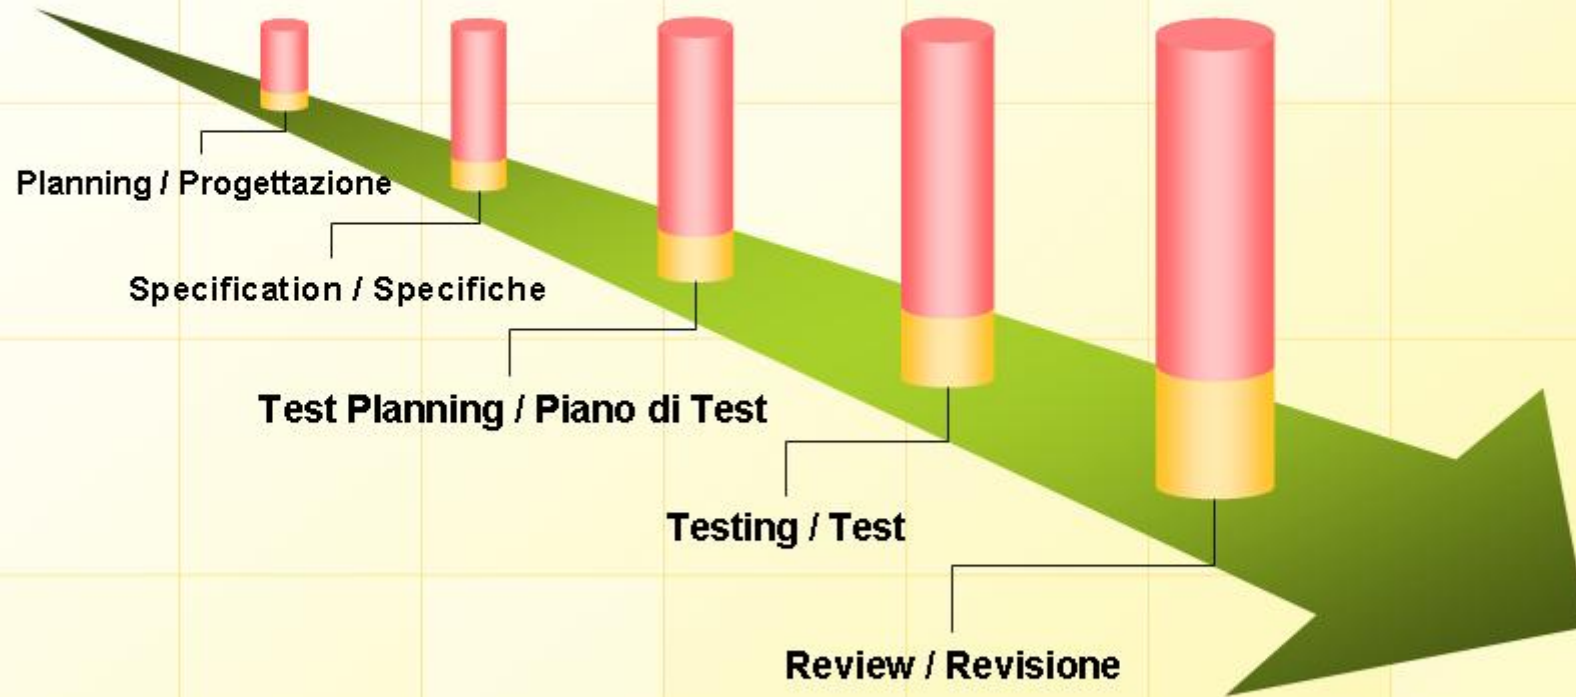 Planning / Progettazione
Specification / Specifiche
Test Planning / Piano di Test
Testing / Test
Review / Revisione